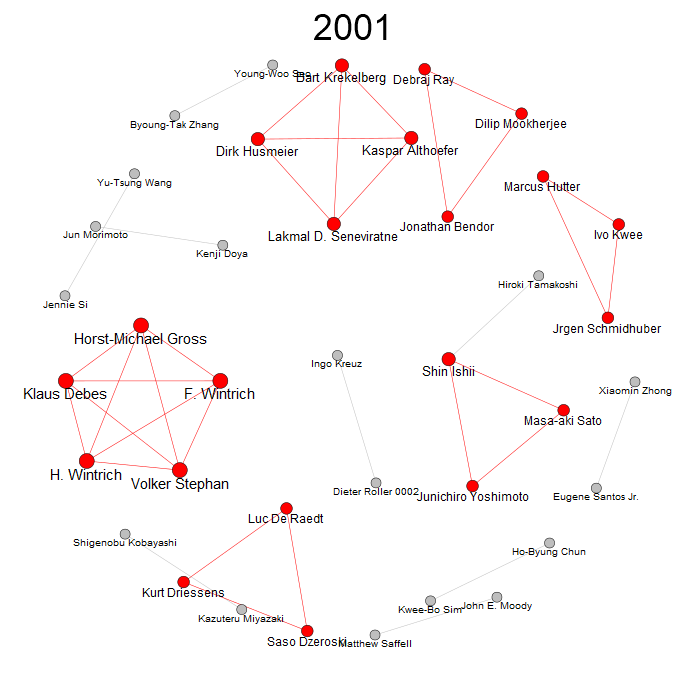 2001
Young-Woo Seo
Bart Krekelberg
Debraj Ray
Byoung-Tak Zhang
Dilip Mookherjee
Dirk Husmeier
Kaspar Althoefer
Yu-Tsung Wang
Marcus Hutter
Jun Morimoto
Lakmal D. Seneviratne
Jonathan Bendor
Ivo Kwee
Kenji Doya
Hiroki Tamakoshi
Jennie Si
Jrgen Schmidhuber
Horst-Michael Gross
Ingo Kreuz
Shin Ishii
Klaus Debes
F. Wintrich
Xiaomin Zhong
Masa-aki Sato
H. Wintrich
Volker Stephan
Dieter Roller 0002
Junichiro Yoshimoto
Eugene Santos Jr.
Luc De Raedt
Shigenobu Kobayashi
Ho-Byung Chun
Kurt Driessens
Kwee-Bo Sim
John E. Moody
Kazuteru Miyazaki
Saso Dzeroski
Matthew Saffell